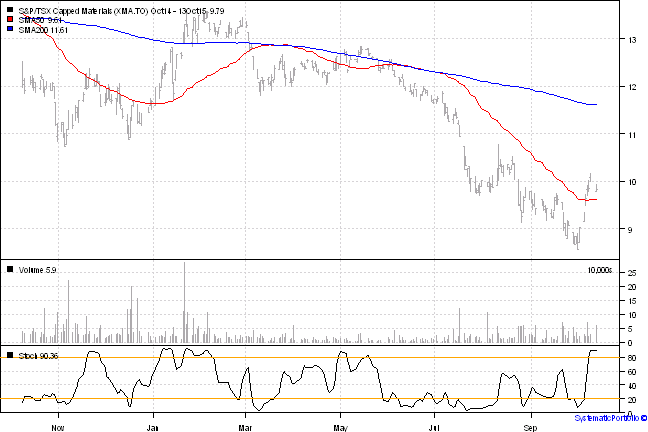 S&P/TSX Capped Materials (XMA.TO) Oct14 - 13Oct15 9.79
SMA50 9.61
SMA200 11.61
13
12
11
10
9
Volume 5.9
10,000s
25
20
15
10
5
0
Stoch 90.36
80
60
40
20
0
Nov
Jan
Mar
May
Jul
Sep
SystematicPortfolio ©